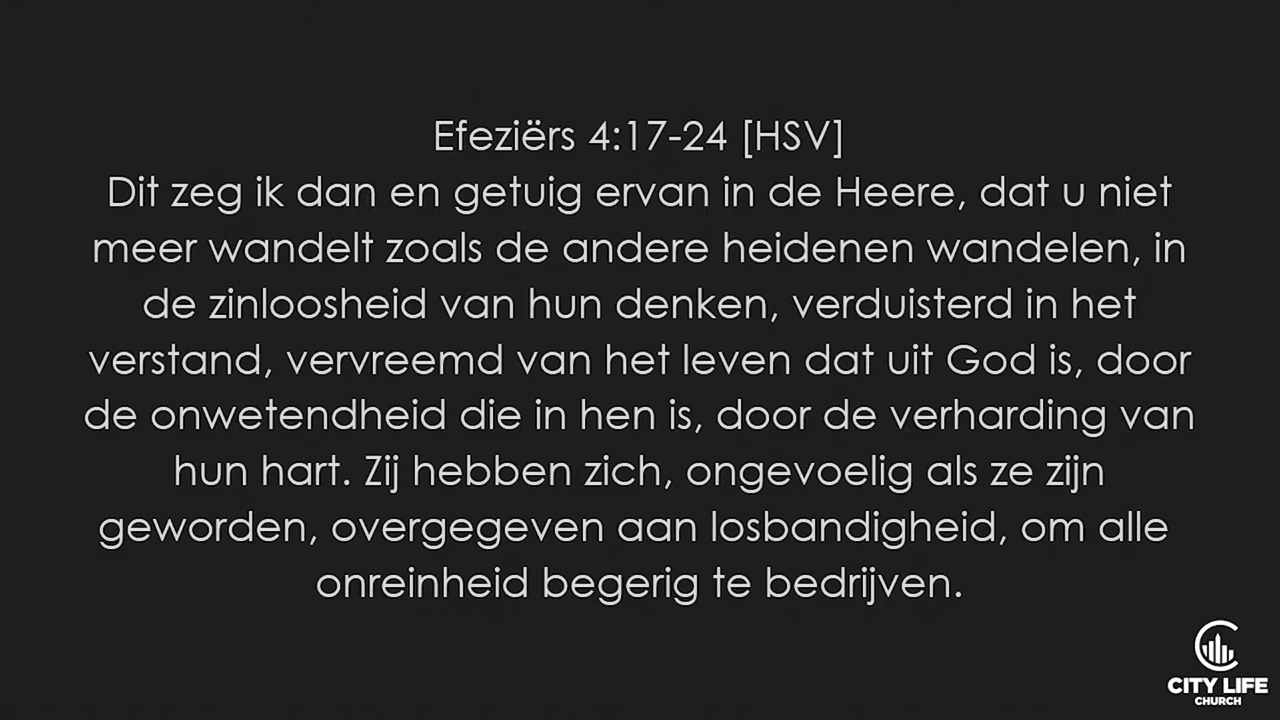 Efeziërs 4:17-24 [HSV]
Dit zeg ik dan en getuig ervan in de Heere, dat u niet
meer wandelt zoals de andere heidenen wandelen, in
de zinloosheid van hun denken, verduisterd in het
verstand, vervreemd van het leven dat uit God is, door
de onwetendheid die in hen is, door de verharding van
hun hart. Zij hebben zich, ongevoelig als ze zijn
geworden, overgegeven aan losbandigheid, om alle
onreinheid begerig te bedrijven.
CITY LIFE
CHURCH